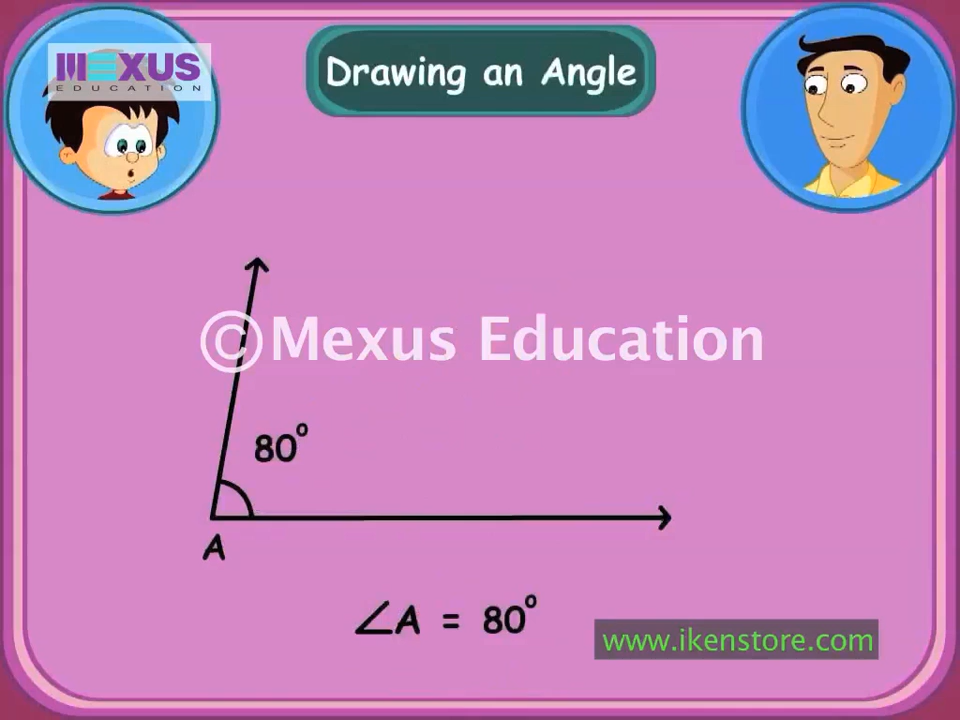 MEXUS
EDUCATION
Drawing an Angle
©Mexus Education
80°
A
∠A = 80°
www.ikenstore.com